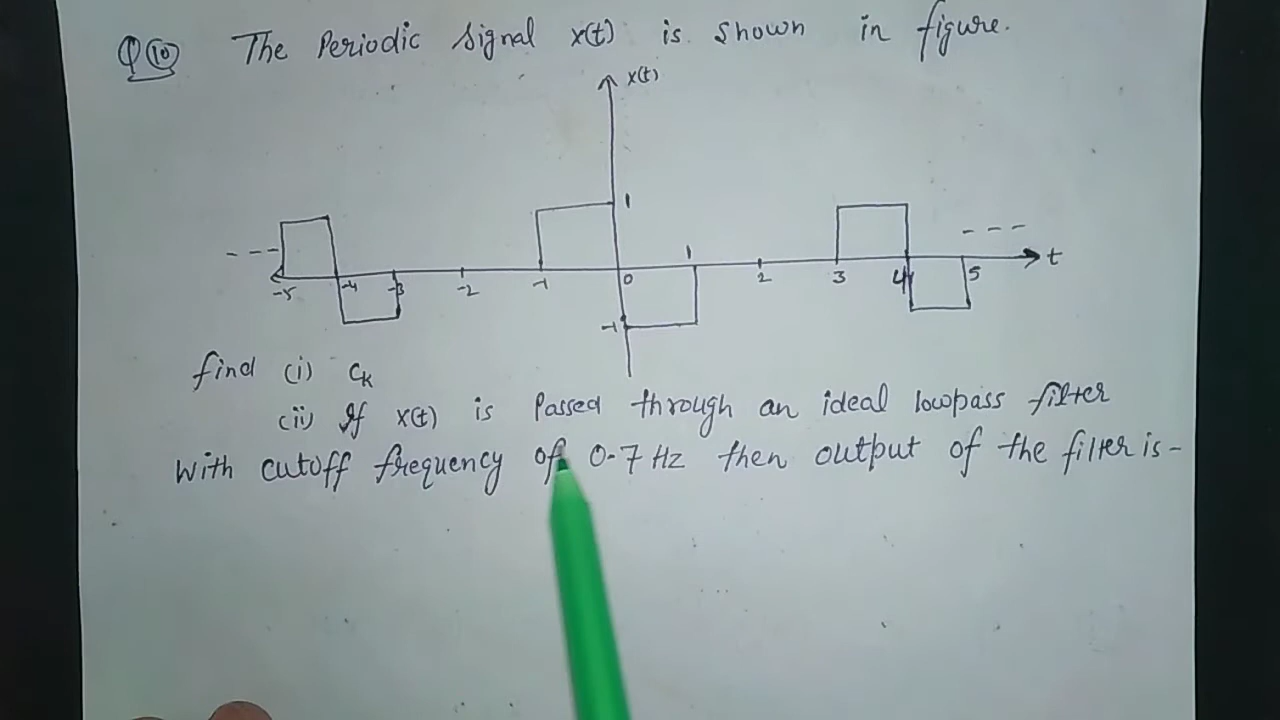 Q⑩ The Periodic signal x(t) is shown in figure.
x(t)
1
1
- - -
- - -
t
-5 -4 -3 -2 -1 0 2 3 4 5
-1
find (i) CK
(ii) If x(t) is Passed through an ideal lowpass filter
with cutoff frequency of 0.7 Hz then output of the filter is -